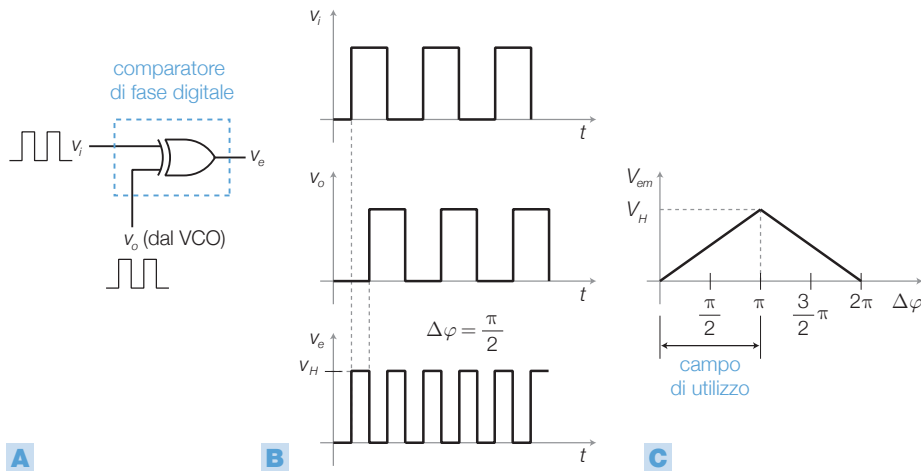 comparatore
di fase digitale
v_i
v_e
v_o (dal VCO)
A
v_i
t
v_o
t
Δφ = π/2
v_e
v_H
t
B
V_em
V_H
π/2
π
3/2 π
2π
Δφ
campo
di utilizzo
C